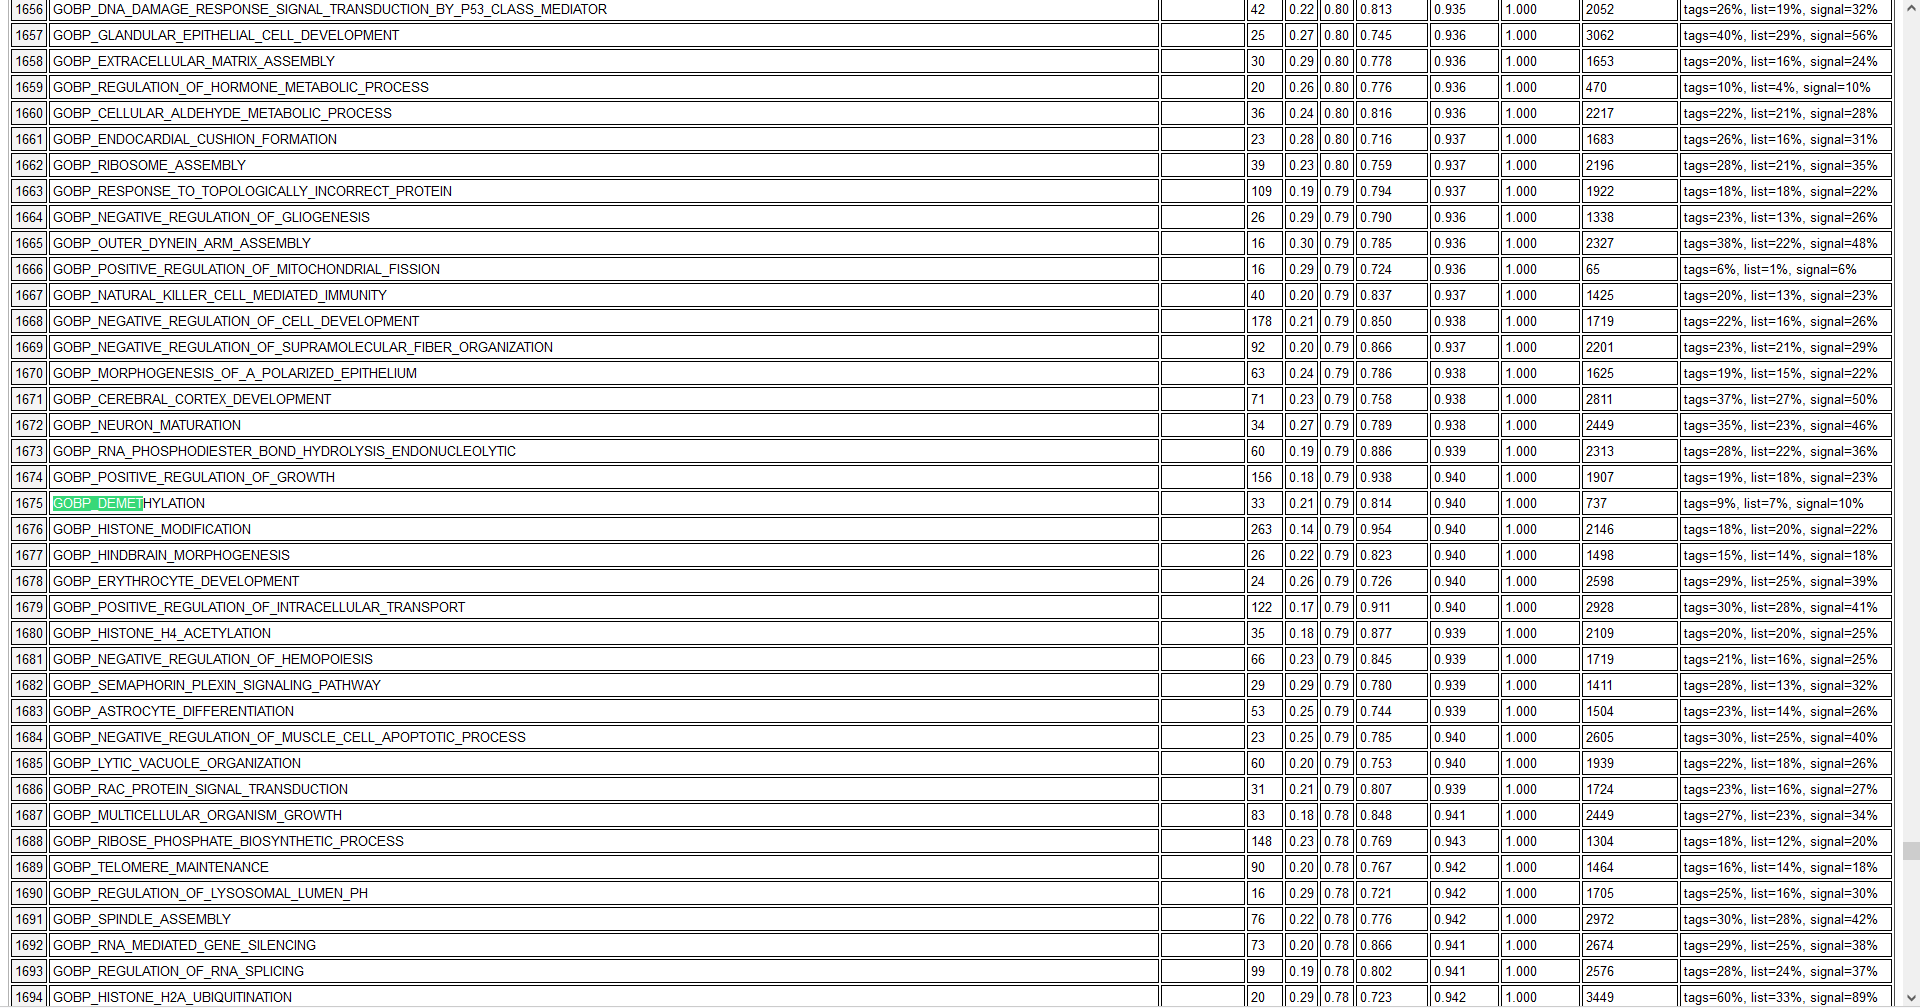 1656 GOBP_DNA_DAMAGE_RESPONSE_SIGNAL_TRANSDUCTION_BY_P53_CLASS_MEDIATOR 42 0.22 0.80 0.813 0.935 1.000 2052 tags=26%, list=19%, signal=32%
1657 GOBP_GLANDULAR_EPITHELIAL_CELL_DEVELOPMENT 25 0.27 0.80 0.745 0.936 1.000 3062 tags=40%, list=29%, signal=56%
1658 GOBP_EXTRACELLULAR_MATRIX_ASSEMBLY 30 0.29 0.80 0.778 0.936 1.000 1653 tags=20%, list=16%, signal=24%
1659 GOBP_REGULATION_OF_HORMONE_METABOLIC_PROCESS 20 0.26 0.80 0.776 0.936 1.000 470 tags=10%, list=4%, signal=10%
1660 GOBP_CELLULAR_ALDEHYDE_METABOLIC_PROCESS 36 0.24 0.80 0.816 0.936 1.000 2217 tags=22%, list=21%, signal=28%
1661 GOBP_ENDOCARDIAL_CUSHION_FORMATION 23 0.28 0.80 0.716 0.937 1.000 1683 tags=26%, list=16%, signal=31%
1662 GOBP_RIBOSOME_ASSEMBLY 39 0.23 0.80 0.759 0.937 1.000 2196 tags=28%, list=21%, signal=35%
1663 GOBP_RESPONSE_TO_TOPOLOGICALLY_INCORRECT_PROTEIN 109 0.19 0.79 0.794 0.937 1.000 1922 tags=18%, list=18%, signal=22%
1664 GOBP_NEGATIVE_REGULATION_OF_GLIOGENESIS 26 0.29 0.79 0.790 0.936 1.000 1338 tags=23%, list=13%, signal=26%
1665 GOBP_OUTER_DYNEIN_ARM_ASSEMBLY 16 0.30 0.79 0.785 0.936 1.000 2327 tags=38%, list=22%, signal=48%
1666 GOBP_POSITIVE_REGULATION_OF_MITOCHONDRIAL_FISSION 16 0.29 0.79 0.724 0.936 1.000 65 tags=6%, list=1%, signal=6%
1667 GOBP_NATURAL_KILLER_CELL_MEDIATED_IMMUNITY 40 0.20 0.79 0.837 0.937 1.000 1425 tags=20%, list=13%, signal=23%
1668 GOBP_NEGATIVE_REGULATION_OF_CELL_DEVELOPMENT 178 0.21 0.79 0.850 0.938 1.000 1719 tags=22%, list=16%, signal=26%
1669 GOBP_NEGATIVE_REGULATION_OF_SUPRAMOLECULAR_FIBER_ORGANIZATION 92 0.20 0.79 0.866 0.937 1.000 2201 tags=23%, list=21%, signal=29%
1670 GOBP_MORPHOGENESIS_OF_A_POLARIZED_EPITHELIUM 63 0.24 0.79 0.786 0.938 1.000 1625 tags=19%, list=15%, signal=22%
1671 GOBP_CEREBRAL_CORTEX_DEVELOPMENT 71 0.23 0.79 0.758 0.938 1.000 2811 tags=37%, list=27%, signal=50%
1672 GOBP_NEURON_MATURATION 34 0.27 0.79 0.789 0.938 1.000 2449 tags=35%, list=23%, signal=46%
1673 GOBP_RNA_PHOSPHODIESTER_BOND_HYDROLYSIS_ENDONUCLEOLYTIC 60 0.19 0.79 0.886 0.939 1.000 2313 tags=28%, list=22%, signal=36%
1674 GOBP_POSITIVE_REGULATION_OF_GROWTH 156 0.18 0.79 0.938 0.940 1.000 1907 tags=19%, list=18%, signal=23%
1675 GOBP_DEMETHYLATION 33 0.21 0.79 0.814 0.940 1.000 737 tags=9%, list=7%, signal=10%
1676 GOBP_HISTONE_MODIFICATION 263 0.14 0.79 0.954 0.940 1.000 2146 tags=18%, list=20%, signal=22%
1677 GOBP_HINDBRAIN_MORPHOGENESIS 26 0.22 0.79 0.823 0.940 1.000 1498 tags=15%, list=14%, signal=18%
1678 GOBP_ERYTHROCYTE_DEVELOPMENT 24 0.26 0.79 0.726 0.940 1.000 2598 tags=29%, list=25%, signal=39%
1679 GOBP_POSITIVE_REGULATION_OF_INTRACELLULAR_TRANSPORT 122 0.17 0.79 0.911 0.940 1.000 2928 tags=30%, list=28%, signal=41%
1680 GOBP_HISTONE_H4_ACETYLATION 35 0.18 0.79 0.877 0.939 1.000 2109 tags=20%, list=20%, signal=25%
1681 GOBP_NEGATIVE_REGULATION_OF_HEMOPOIESIS 66 0.23 0.79 0.845 0.939 1.000 1719 tags=21%, list=16%, signal=25%
1682 GOBP_SEMAPHORIN_PLEXIN_SIGNALING_PATHWAY 29 0.29 0.79 0.780 0.939 1.000 1411 tags=28%, list=13%, signal=32%
1683 GOBP_ASTROCYTE_DIFFERENTIATION 53 0.25 0.79 0.744 0.939 1.000 1504 tags=23%, list=14%, signal=26%
1684 GOBP_NEGATIVE_REGULATION_OF_MUSCLE_CELL_APOPTOTIC_PROCESS 23 0.25 0.79 0.785 0.940 1.000 2605 tags=30%, list=25%, signal=40%
1685 GOBP_LYTIC_VACUOLE_ORGANIZATION 60 0.20 0.79 0.753 0.940 1.000 1939 tags=22%, list=18%, signal=26%
1686 GOBP_RAC_PROTEIN_SIGNAL_TRANSDUCTION 31 0.21 0.79 0.807 0.939 1.000 1724 tags=23%, list=16%, signal=27%
1687 GOBP_MULTICELLULAR_ORGANISM_GROWTH 83 0.18 0.78 0.848 0.941 1.000 2449 tags=27%, list=23%, signal=34%
1688 GOBP_RIBOSE_PHOSPHATE_BIOSYNTHETIC_PROCESS 148 0.23 0.78 0.769 0.943 1.000 1304 tags=18%, list=12%, signal=20%
1689 GOBP_TELOMERE_MAINTENANCE 90 0.20 0.78 0.767 0.942 1.000 1464 tags=16%, list=14%, signal=18%
1690 GOBP_REGULATION_OF_LYSOSOMAL_LUMEN_PH 16 0.29 0.78 0.721 0.942 1.000 1705 tags=25%, list=16%, signal=30%
1691 GOBP_SPINDLE_ASSEMBLY 76 0.22 0.78 0.776 0.942 1.000 2972 tags=30%, list=28%, signal=42%
1692 GOBP_RNA_MEDIATED_GENE_SILENCING 73 0.20 0.78 0.866 0.941 1.000 2674 tags=29%, list=25%, signal=38%
1693 GOBP_REGULATION_OF_RNA_SPLICING 99 0.19 0.78 0.802 0.941 1.000 2576 tags=28%, list=24%, signal=37%
1694 GOBP_HISTONE_H2A_UBIQUITINATION 20 0.29 0.78 0.723 0.942 1.000 3449 tags=60%, list=33%, signal=89%